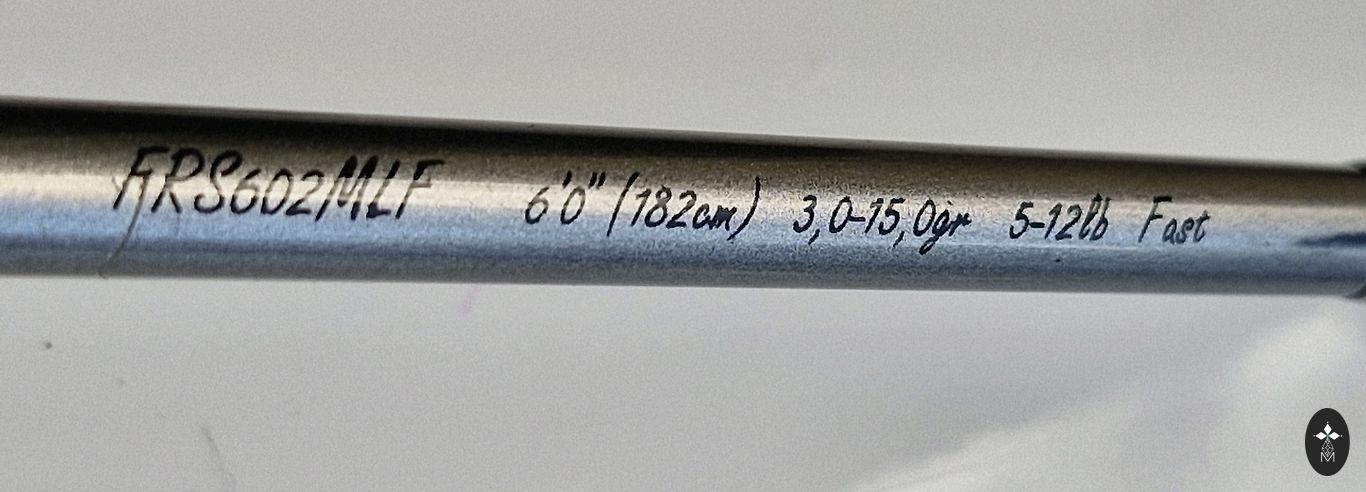 FRS602MLF 6'0" (182cm) 3,0-15,0gr 5-12lb Fast
M